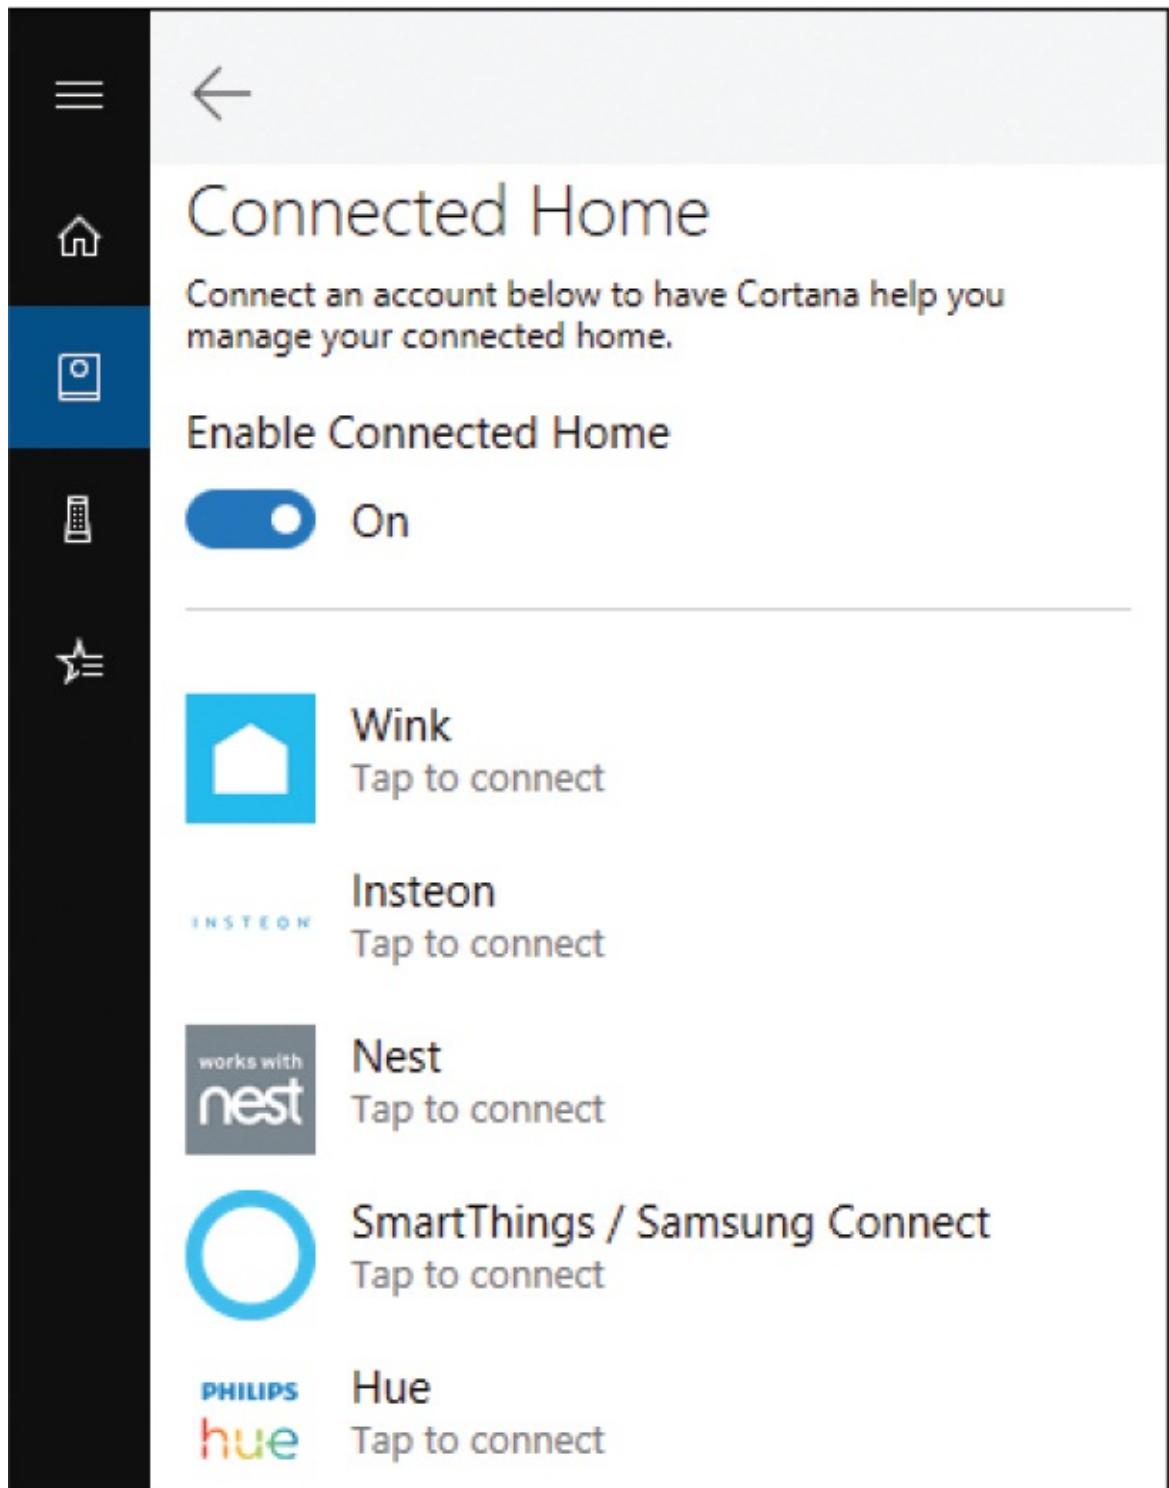 Connected Home
Connect an account below to have Cortana help you
manage your connected home.
Enable Connected Home
On
Wink
Tap to connect
INSTEON
Insteon
Tap to connect
works with
nest
Nest
Tap to connect
SmartThings / Samsung Connect
Tap to connect
PHILIPS
hue
Hue
Tap to connect